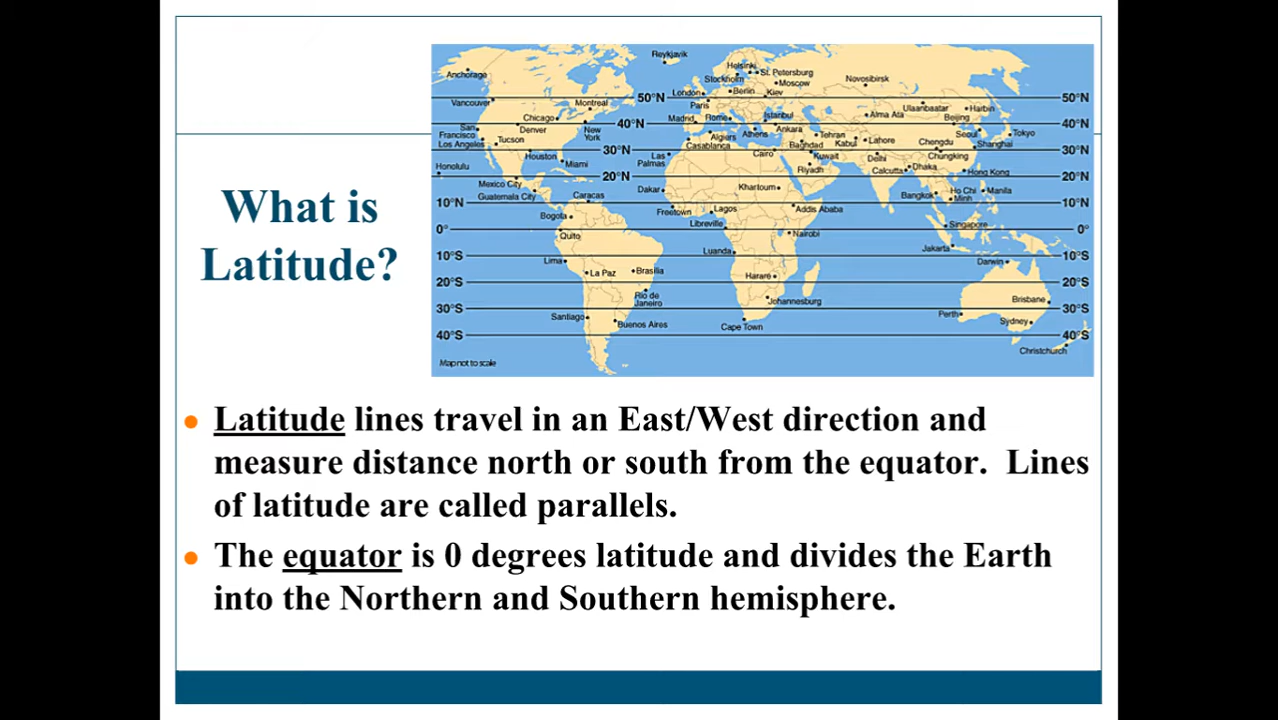 What is
Latitude?
Reykjavik
Anchorage
Helsinki
St. Petersburg
Stockholm
Moscow
Novosibirsk
London
Berlin
Kiev
50°N
50°N
Vancouver
Montreal
Paris
Ulaanbaatar
Harbin
Chicago
40°N
Madrid
Rome
Istanbul
Alma Ata
Beijing
40°N
San
Francisco
Denver
New
York
Algiers
Athens
Ankara
Tehran
Seoul
Tokyo
Los Angeles
Tucson
Casablanca
Baghdad
Kabul
Lahore
Chengdu
Shanghai
Houston
30°N
Las
Palmas
Cairo
Kuwait
Delhi
Chungking
30°N
Honolulu
Miami
Riyadh
Calcutta
Dhaka
Hong Kong
20°N
20°N
Mexico City
Dakar
Khartoum
Guatemala City
Caracas
Bangkok
Ho Chi
Minh
Manila
10°N
Freetown
Lagos
Addis Ababa
10°N
Bogota
Libreville
Singapore
0°
Quito
Nairobi
0°
10°S
Luanda
Jakarta
10°S
Lima
La Paz
Brasilia
Harare
Darwin
20°S
20°S
Rio de
Janeiro
Johannesburg
Brisbane
30°S
30°S
Santiago
Buenos Aires
Cape Town
Perth
Sydney
40°S
40°S
Christchurch
Map not to scale
• Latitude lines travel in an East/West direction and
measure distance north or south from the equator. Lines
of latitude are called parallels.
• The equator is 0 degrees latitude and divides the Earth
into the Northern and Southern hemisphere.